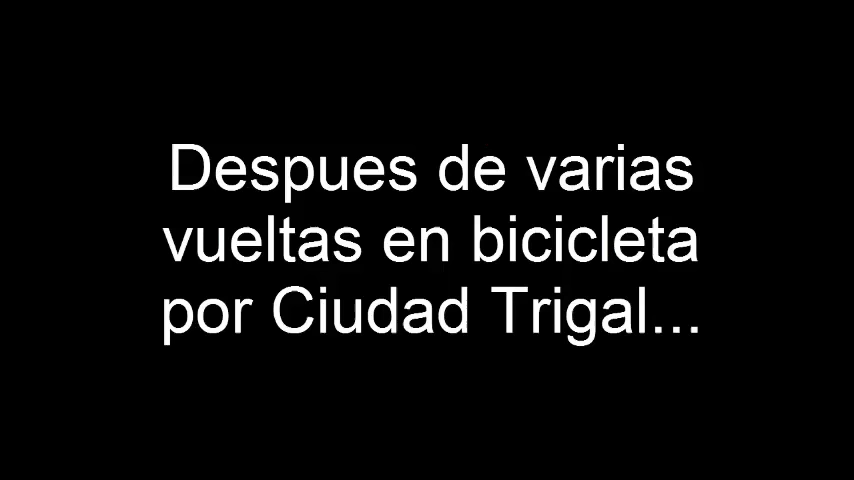 Despues de varias
vueltas en bicicleta
por Ciudad Trigal...